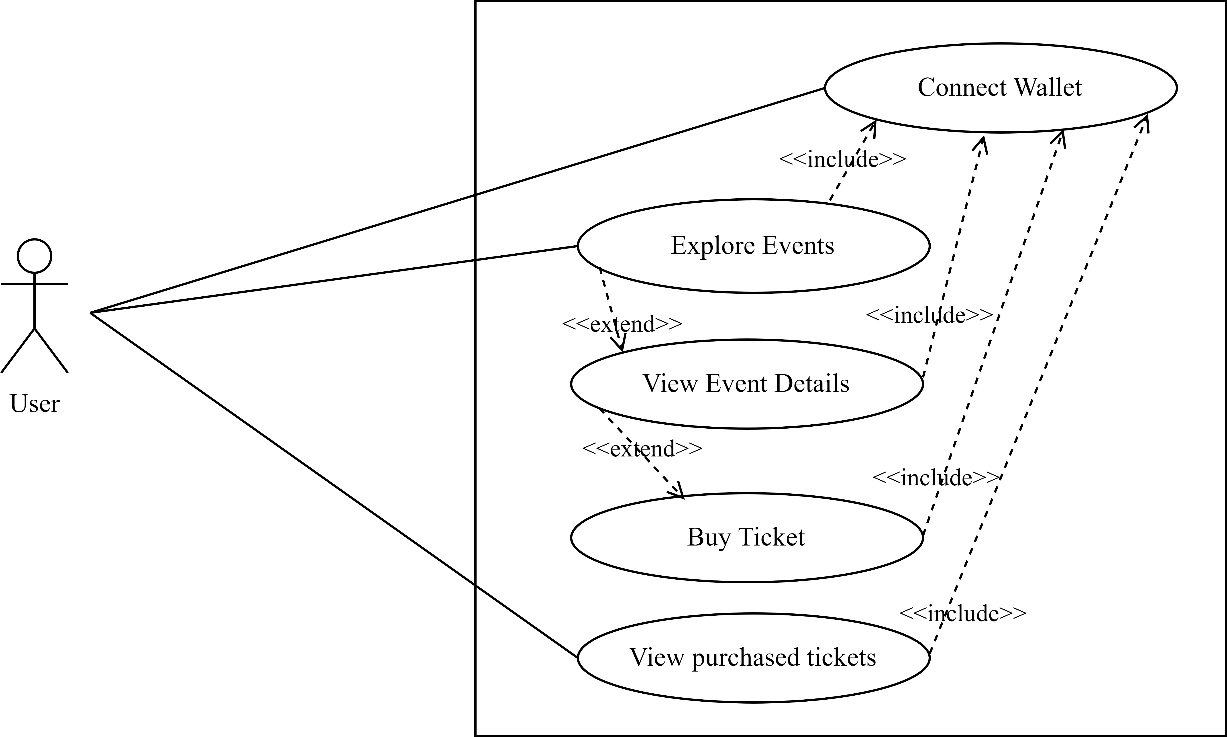 Connect Wallet
<<include>>
Explore Events
<<include>>
<<extend>>
View Event Details
User
<<extend>>
<<include>>
Buy Ticket
<<include>>
View purchased tickets